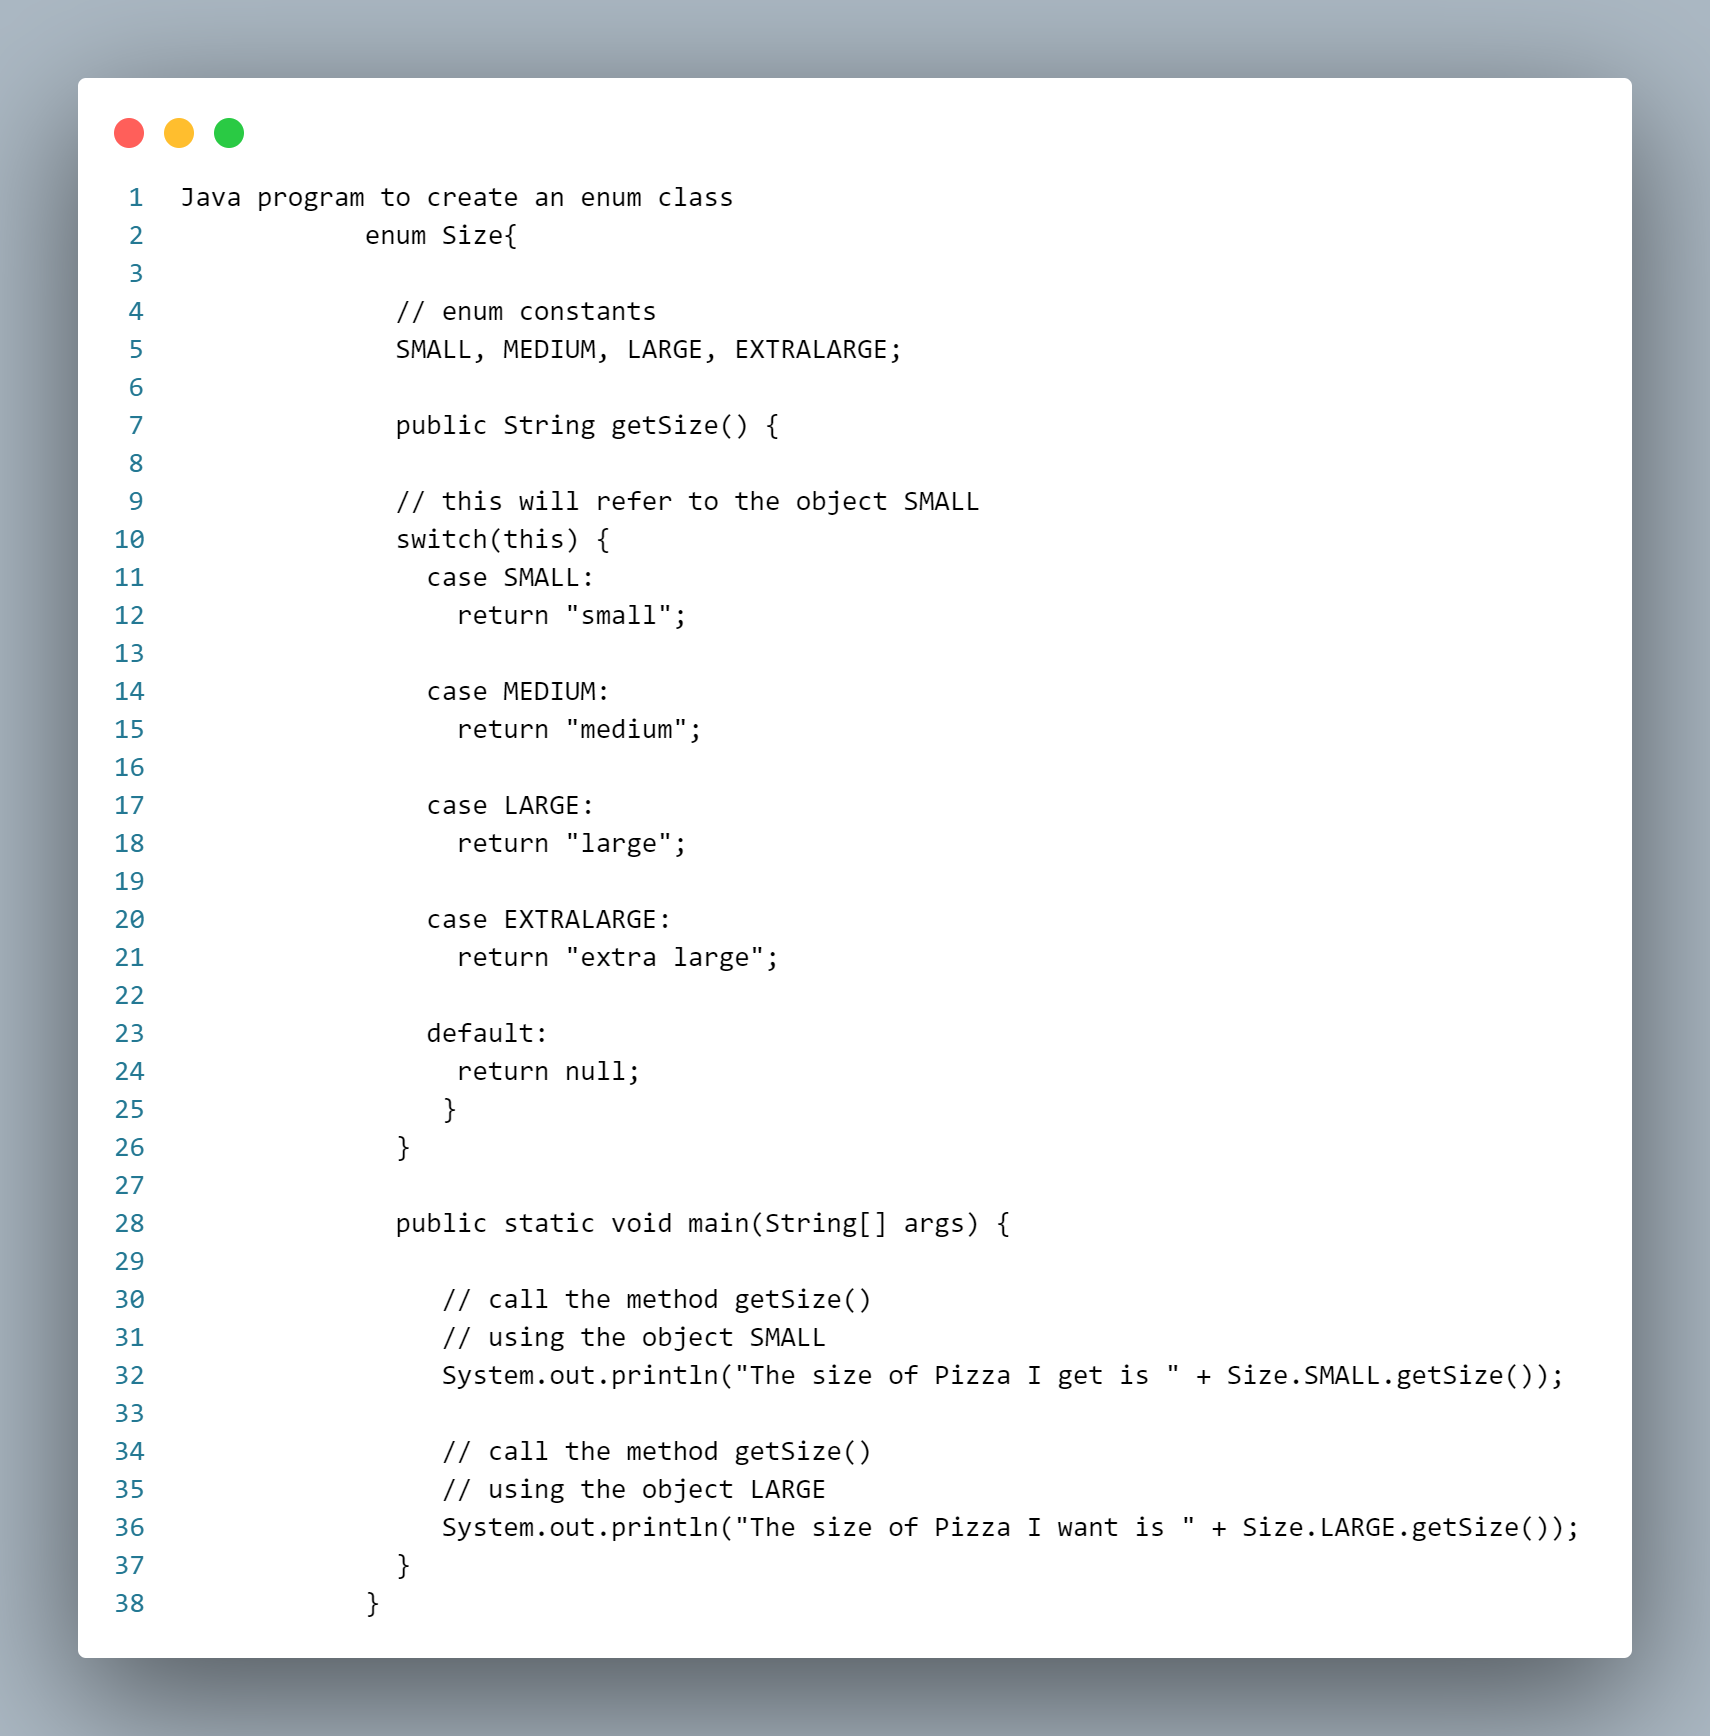 1 Java program to create an enum class
2 enum Size{
3
4 // enum constants
5 SMALL, MEDIUM, LARGE, EXTRALARGE;
6
7 public String getSize() {
8
9 // this will refer to the object SMALL
10 switch(this) {
11 case SMALL:
12 return "small";
13
14 case MEDIUM:
15 return "medium";
16
17 case LARGE:
18 return "large";
19
20 case EXTRALARGE:
21 return "extra large";
22
23 default:
24 return null;
25 }
26 }
27
28 public static void main(String[] args) {
29
30 // call the method getSize()
31 // using the object SMALL
32 System.out.println("The size of Pizza I get is " + Size.SMALL.getSize());
33
34 // call the method getSize()
35 // using the object LARGE
36 System.out.println("The size of Pizza I want is " + Size.LARGE.getSize());
37 }
38 }